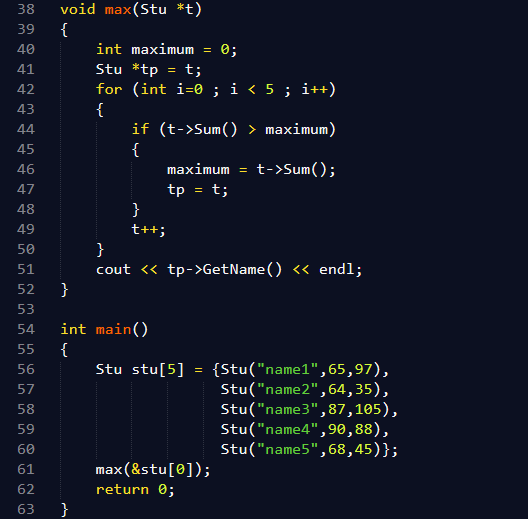 38 void max(Stu *t)
39 {
40     int maximum = 0;
41     Stu *tp = t;
42     for (int i=0 ; i < 5 ; i++)
43     {
44         if (t->Sum() > maximum)
45         {
46             maximum = t->Sum();
47             tp = t;
48         }
49         t++;
50     }
51     cout << tp->GetName() << endl;
52 }
53
54 int main()
55 {
56     Stu stu[5] = {Stu("name1",65,97),
57                   Stu("name2",64,35),
58                   Stu("name3",87,105),
59                   Stu("name4",90,88),
60                   Stu("name5",68,45)};
61     max(&stu[0]);
62     return 0;
63 }